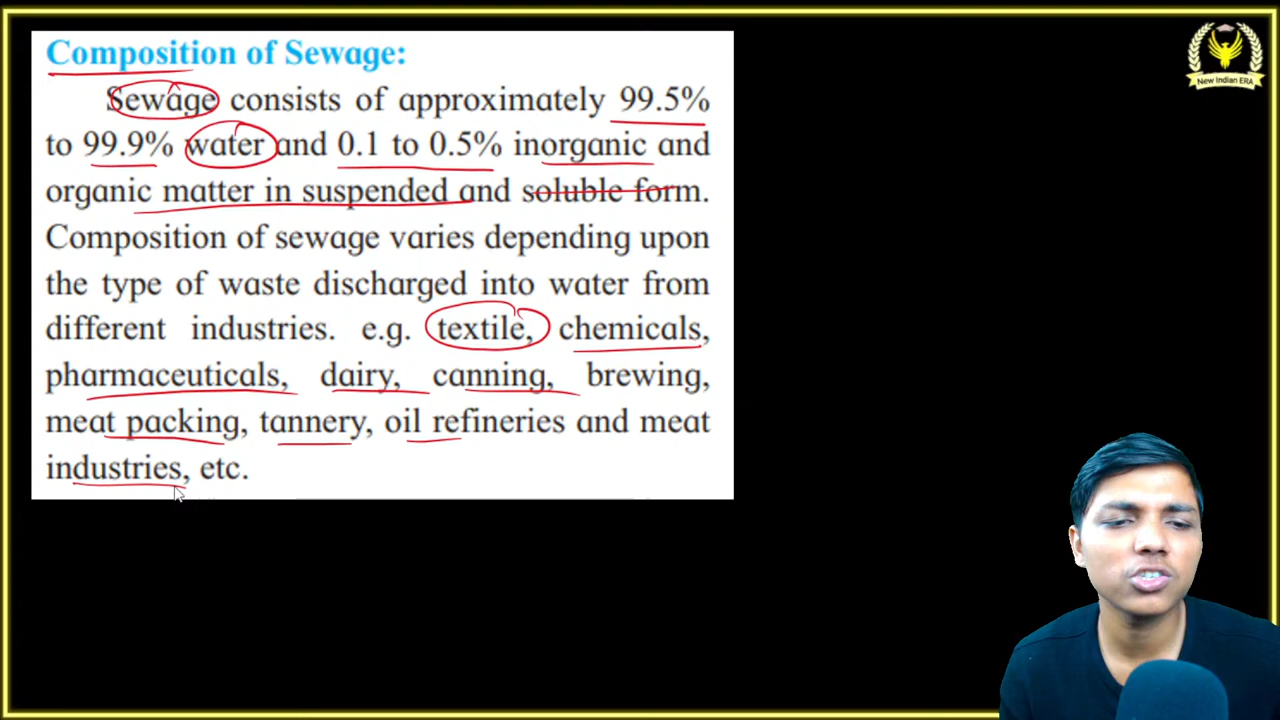 Composition of Sewage:
Sewage consists of approximately 99.5%
to 99.9% water and 0.1 to 0.5% inorganic and
organic matter in suspended and soluble form.
Composition of sewage varies depending upon
the type of waste discharged into water from
different industries. e.g. textile, chemicals,
pharmaceuticals, dairy, canning, brewing,
meat packing, tannery, oil refineries and meat
industries, etc.
New Indian ERA